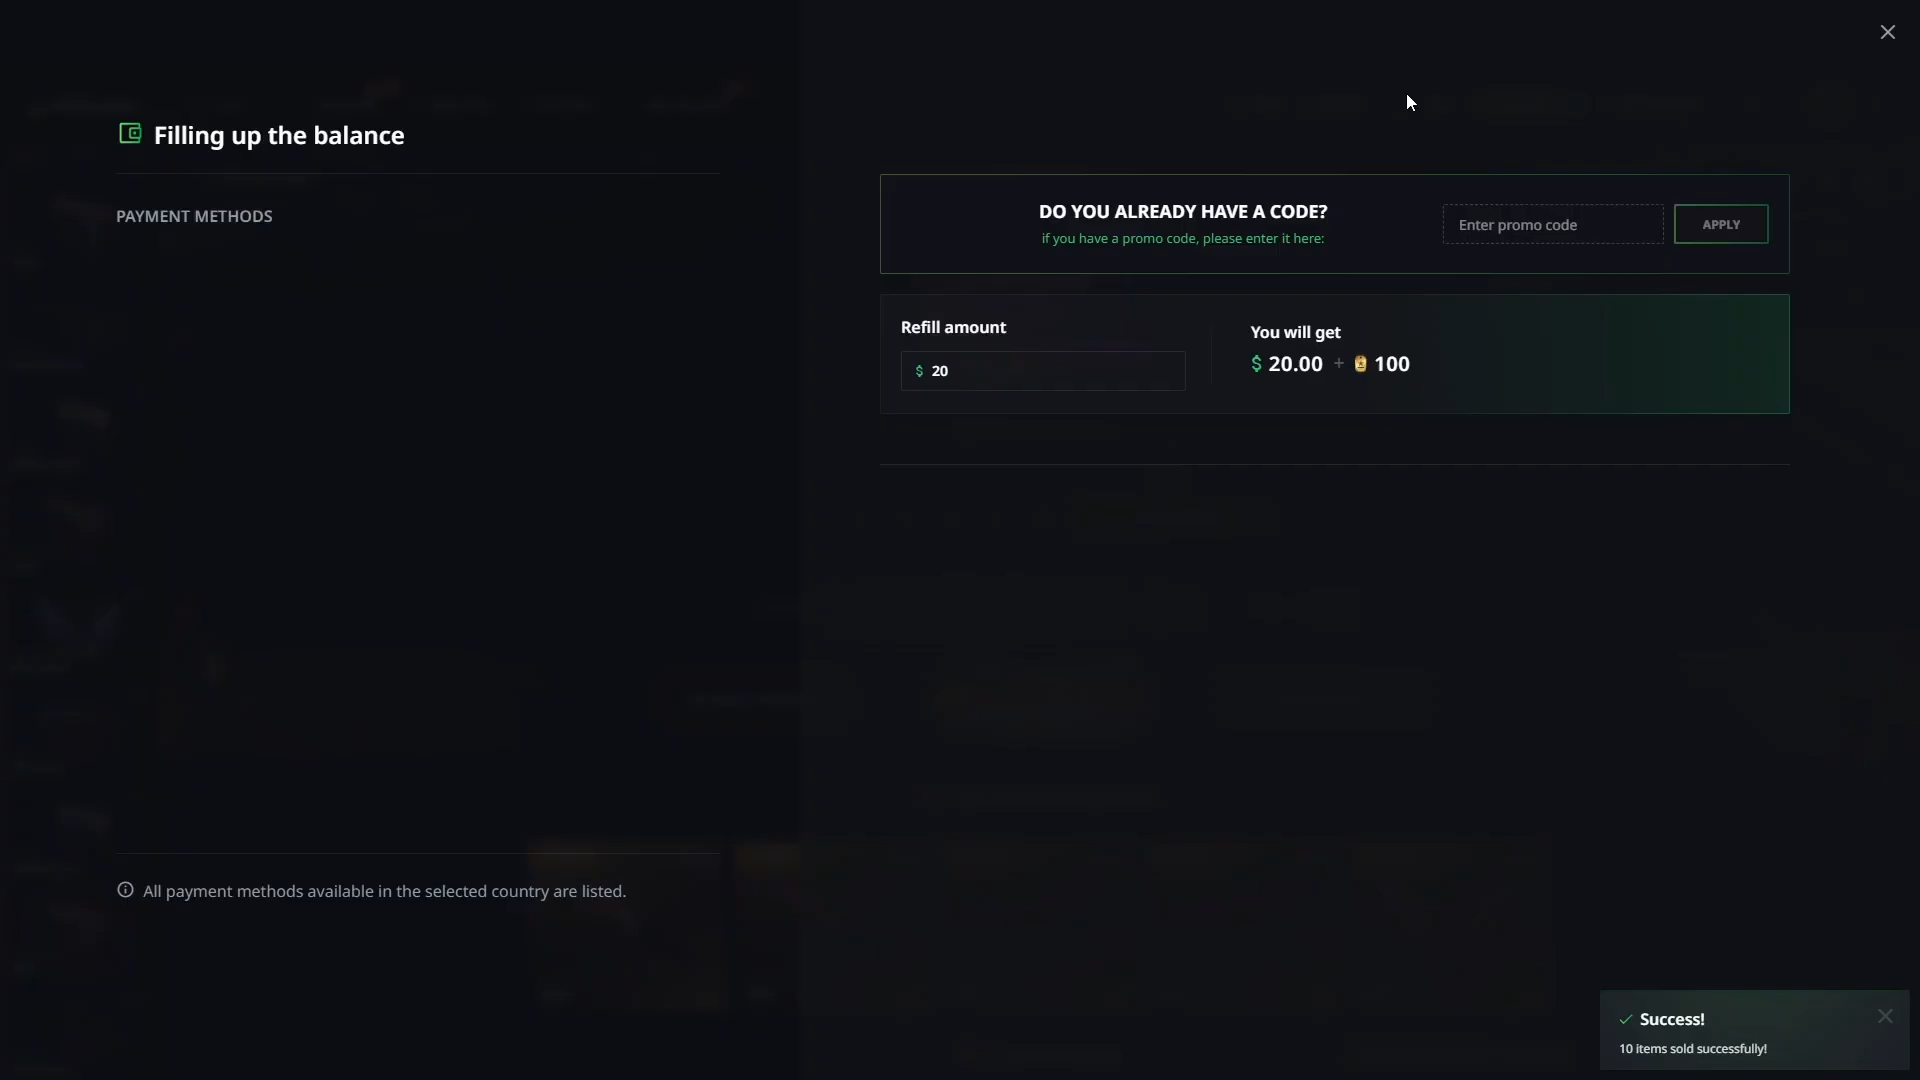 Filling up the balance
PAYMENT METHODS
DO YOU ALREADY HAVE A CODE?
if you have a promo code, please enter it here:
Enter promo code
APPLY
Refill amount
$ 20
You will get
$ 20.00 + 100
All payment methods available in the selected country are listed.
Success!
10 items sold successfully!